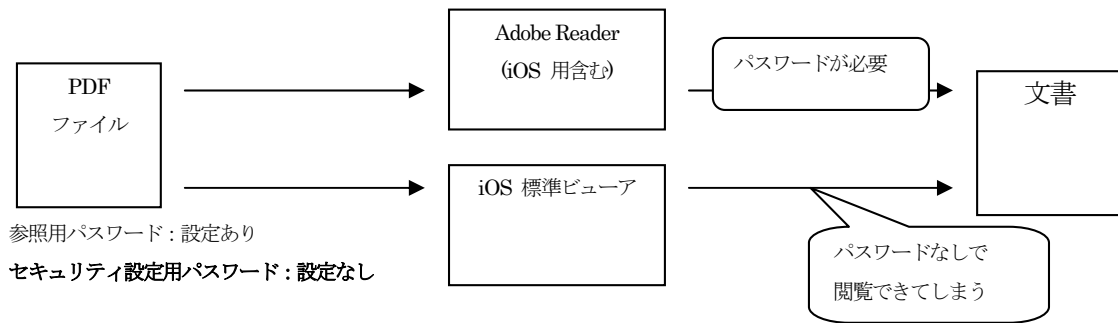 PDF
ファイル
Adobe Reader
(iOS 用含む)
パスワードが必要
文書
iOS 標準ビューア
パスワードなしで
閲覧できてしまう
参照用パスワード：設定あり
セキュリティ設定用パスワード：設定なし